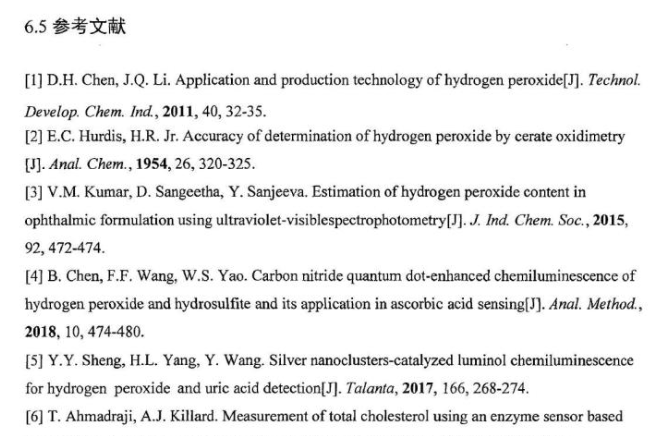 6.5 参考文献
[1] D.H. Chen, J.Q. Li. Application and production technology of hydrogen peroxide[J]. Technol.
Develop. Chem. Ind., 2011, 40, 32-35.
[2] E.C. Hurdis, H.R. Jr. Accuracy of determination of hydrogen peroxide by cerate oxidimetry
[J]. Anal. Chem., 1954, 26, 320-325.
[3] V.M. Kumar, D. Sangeetha, Y. Sanjeeva. Estimation of hydrogen peroxide content in
ophthalmic formulation using ultraviolet-visiblespectrophotometry[J]. J. Ind. Chem. Soc., 2015,
92, 472-474.
[4] B. Chen, F.F. Wang, W.S. Yao. Carbon nitride quantum dot-enhanced chemiluminescence of
hydrogen peroxide and hydrosulfite and its application in ascorbic acid sensing[J]. Anal. Method.,
2018, 10, 474-480.
[5] Y.Y. Sheng, H.L. Yang, Y. Wang. Silver nanoclusters-catalyzed luminol chemiluminescence
for hydrogen peroxide and uric acid detection[J]. Talanta, 2017, 166, 268-274.
[6] T. Ahmadraji, A.J. Killard. Measurement of total cholesterol using an enzyme sensor based